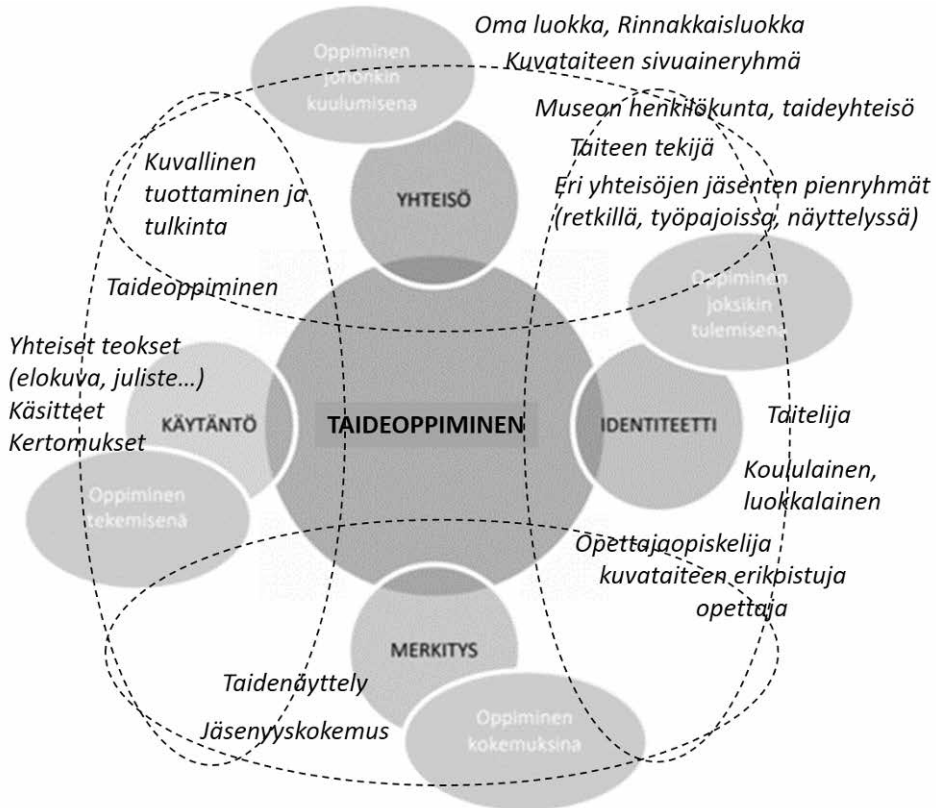 Oma luokka, Rinnakkaisluokka
Kuvataiteen sivuaineryhmä
Oppiminen
johonkin
kuulumisena
Museon henkilökunta, taideyhteisö
Taiteen tekijä
Eri yhteisöjen jäsenten pienryhmät
(retkillä, työpajoissa, näyttelyssä)
Kuvallinen
tuottaminen ja
tulkinta
YHTEISÖ
Taideoppiminen
Oppiminen
joksikin
tulemisena
Yhteiset teokset
(elokuva, juliste...)
Käsitteet
Kertomukset
KÄYTÄNTÖ
TAIDEOPPIMINEN
IDENTITEETTI
Taitelija
Koululainen,
luokkalainen
Oppiminen
tekemisenä
Opettajaopiskelija
kuvataiteen erikpistuja
opettaja
MERKITYS
Taidenäyttely
Jäsenyyskokemus
Oppiminen
kokemuksina